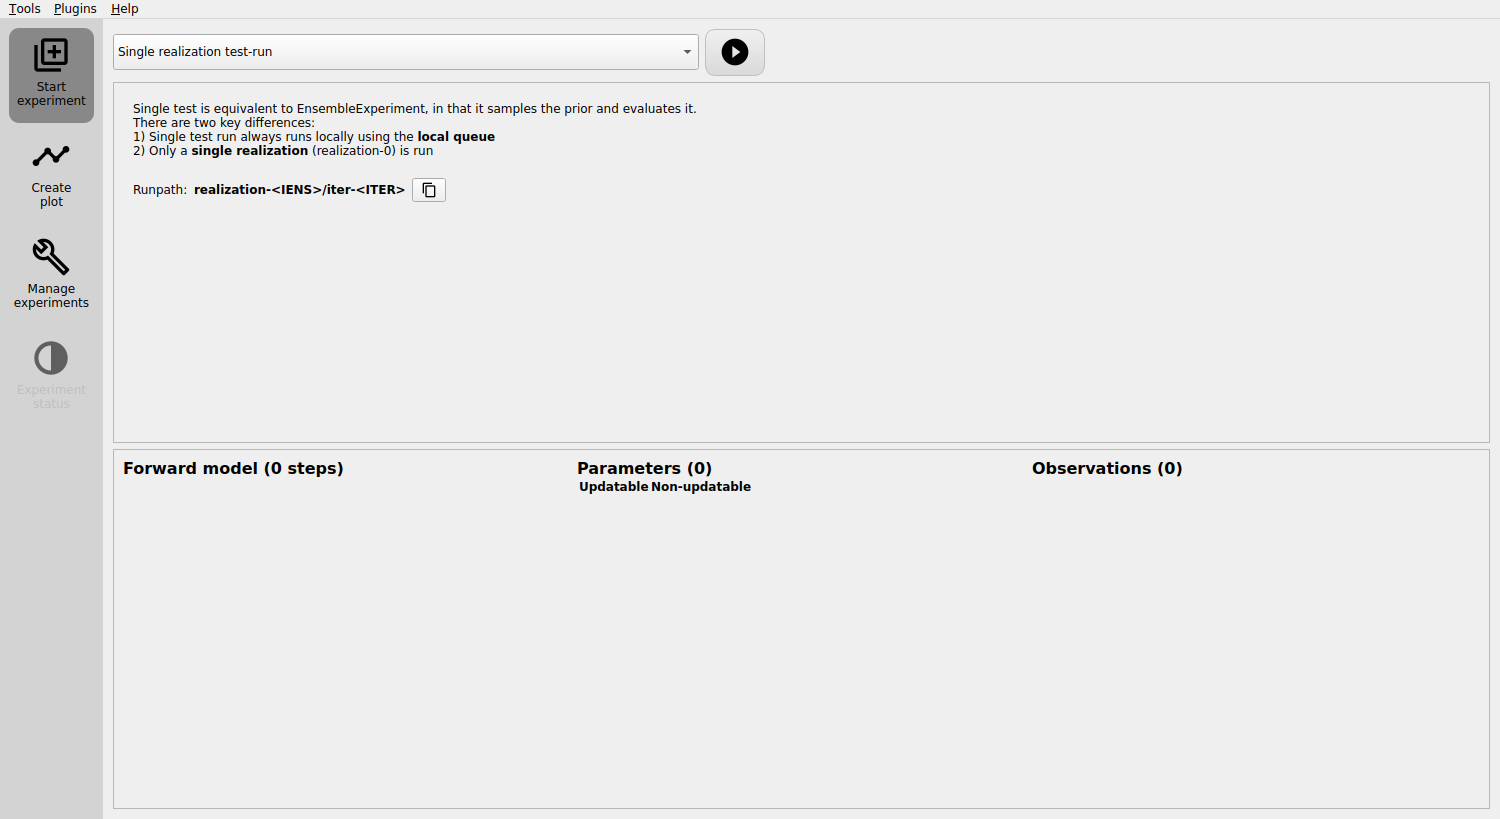 Tools Plugins Help
Start
experiment
Create
plot
Manage
experiments
Experiment
status
Single realization test-run
Single test is equivalent to EnsembleExperiment, in that it samples the prior and evaluates it.
There are two key differences:
1) Single test run always runs locally using the local queue
2) Only a single realization (realization-0) is run
Runpath: realization-<IENS>/iter-<ITER>
Forward model (0 steps)
Parameters (0)
Updatable Non-updatable
Observations (0)